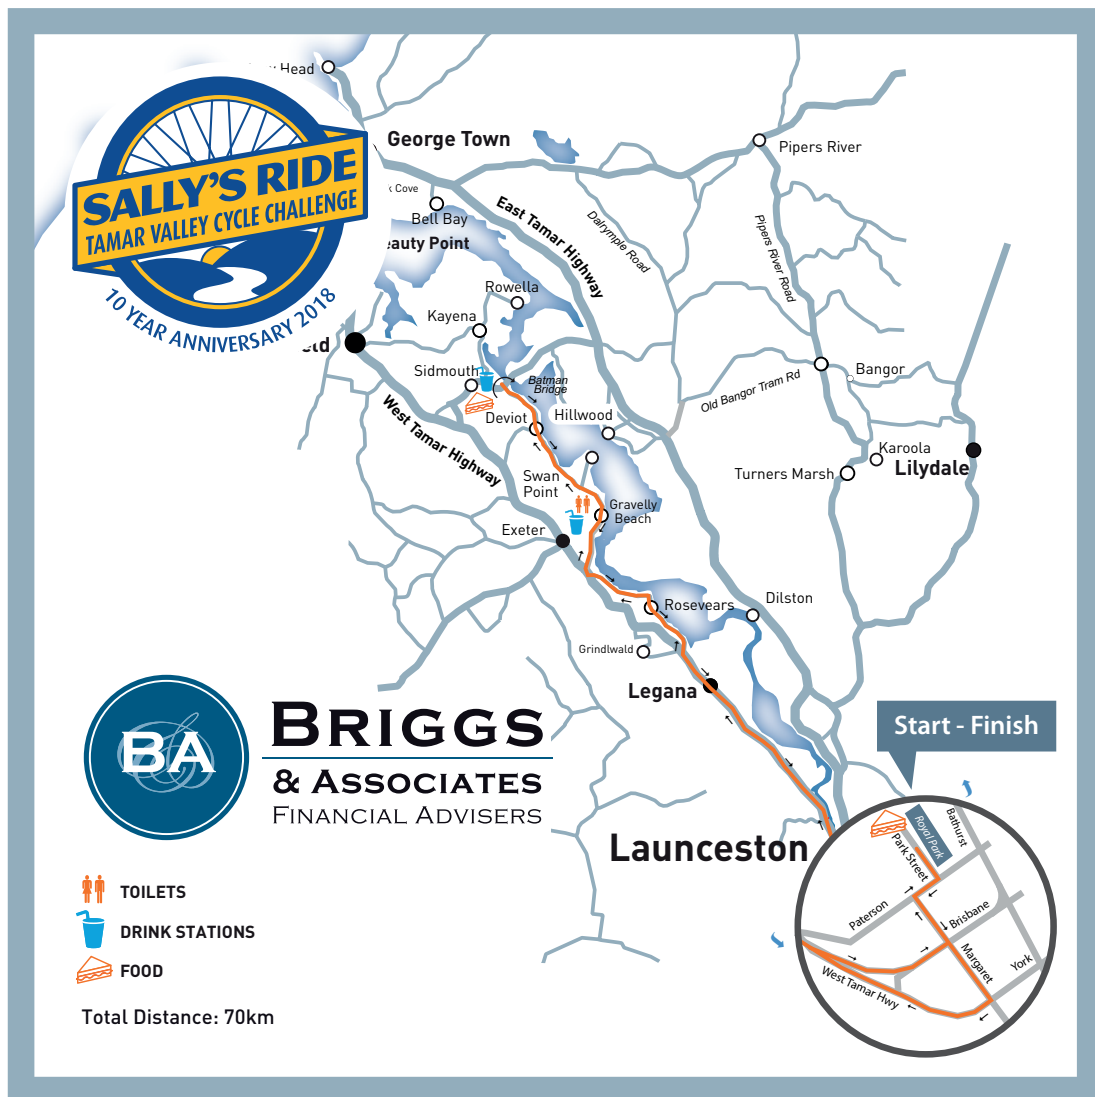 Head
George Town
Pipers River
Cove
Bell Bay
East Tamar Highway
Dalrymple Road
Pipers River Road
eauty Point
SALLY'S RIDE
TAMAR VALLEY CYCLE CHALLENGE
10 YEAR ANNIVERSARY 2018
Rowella
Kayena
eld
Sidmouth
Batman
Bridge
Bangor
Old Bangor Tram Rd
West Tamar Highway
Deviot
Hillwood
Karoola
Lilydale
Turners Marsh
Swan
Point
Gravelly
Beach
Exeter
Rosevears
Dilston
Grindlwald
Legana
BA
BRIGGS
& ASSOCIATES
FINANCIAL ADVISERS
Start - Finish
Launceston
Royal Park
Bathurst
Park Street
Paterson
Brisbane
Margaret
York
West Tamar Hwy
TOILETS
DRINK STATIONS
FOOD
Total Distance: 70km